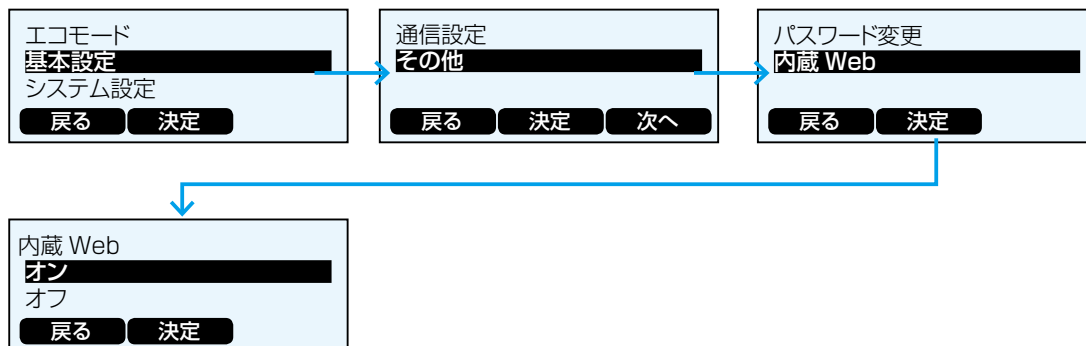 エコモード
基本設定
システム設定
戻る 決定
通信設定
その他
戻る 決定 次へ
パスワード変更
内蔵 Web
戻る 決定
内蔵 Web
オン
オフ
戻る 決定